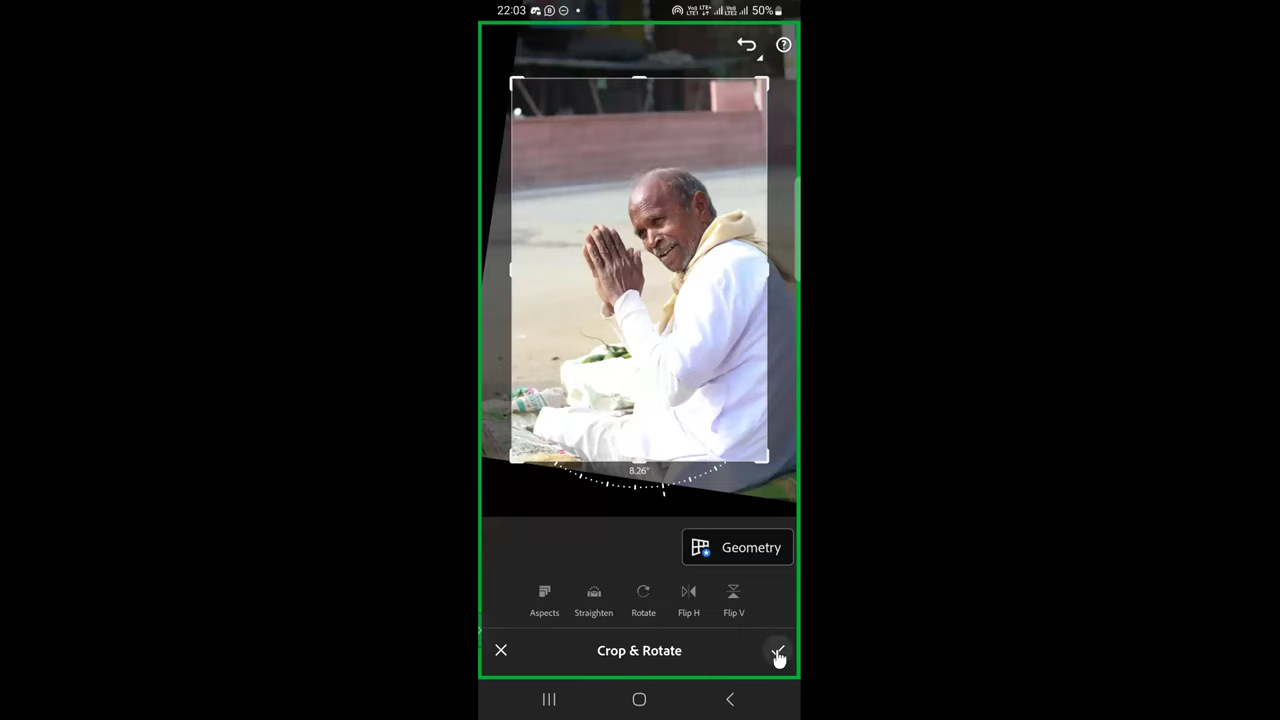 22:03 50%
8.26°
Geometry
Aspects Straighten Rotate Flip H Flip V
Crop & Rotate